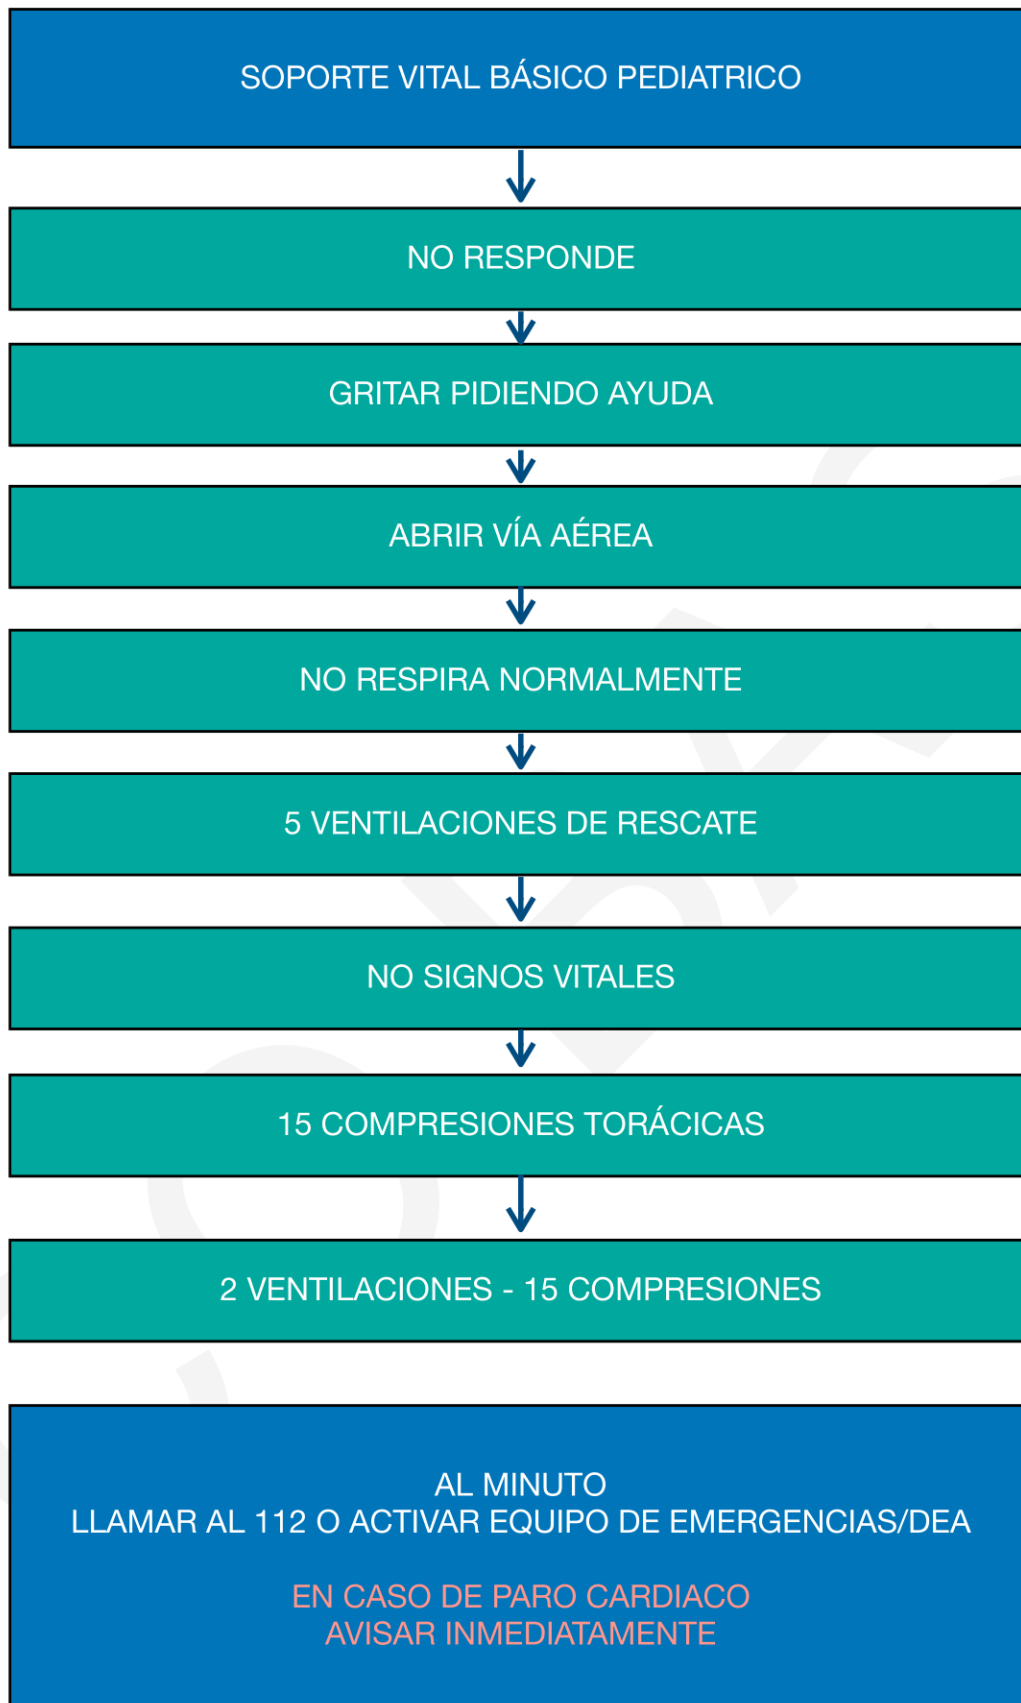 SOPORTE VITAL BÁSICO PEDIATRICO
NO RESPONDE
GRITAR PIDIENDO AYUDA
ABRIR VÍA AÉREA
NO RESPIRA NORMALMENTE
5 VENTILACIONES DE RESCATE
NO SIGNOS VITALES
15 COMPRESIONES TORÁCICAS
2 VENTILACIONES - 15 COMPRESIONES
AL MINUTO
LLAMAR AL 112 O ACTIVAR EQUIPO DE EMERGENCIAS/DEA
EN CASO DE PARO CARDIACO
AVISAR INMEDIATAMENTE